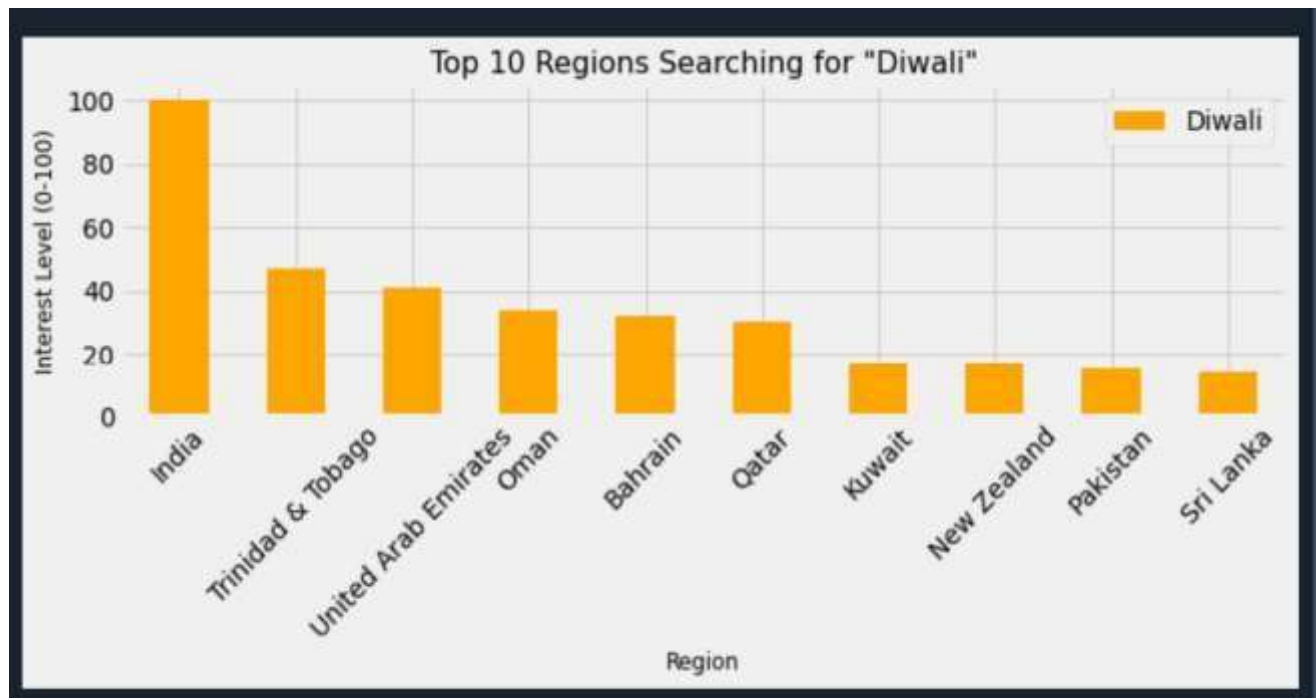 Top 10 Regions Searching for "Diwali"
Diwali
Interest Level (0-100)
100
80
60
40
20
0
India
Trinidad & Tobago
United Arab Emirates
Oman
Bahrain
Qatar
Kuwait
New Zealand
Pakistan
Sri Lanka
Region